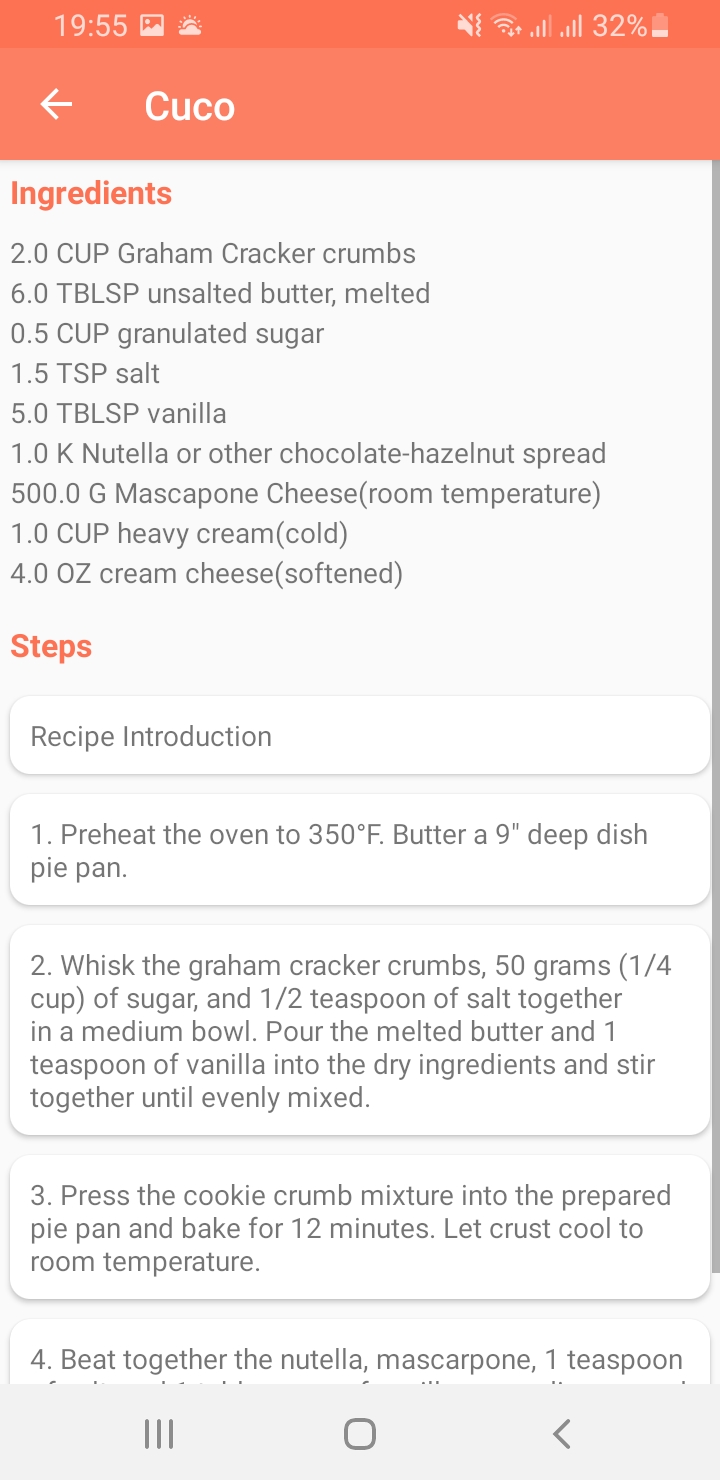 19:55
32%
Cuco
Ingredients
2.0 CUP Graham Cracker crumbs
6.0 TBLSP unsalted butter, melted
0.5 CUP granulated sugar
1.5 TSP salt
5.0 TBLSP vanilla
1.0 K Nutella or other chocolate-hazelnut spread
500.0 G Mascapone Cheese(room temperature)
1.0 CUP heavy cream(cold)
4.0 OZ cream cheese(softened)
Steps
Recipe Introduction
1. Preheat the oven to 350°F. Butter a 9" deep dish
pie pan.
2. Whisk the graham cracker crumbs, 50 grams (1/4
cup) of sugar, and 1/2 teaspoon of salt together
in a medium bowl. Pour the melted butter and 1
teaspoon of vanilla into the dry ingredients and stir
together until evenly mixed.
3. Press the cookie crumb mixture into the prepared
pie pan and bake for 12 minutes. Let crust cool to
room temperature.
4. Beat together the nutella, mascarpone, 1 teaspoon